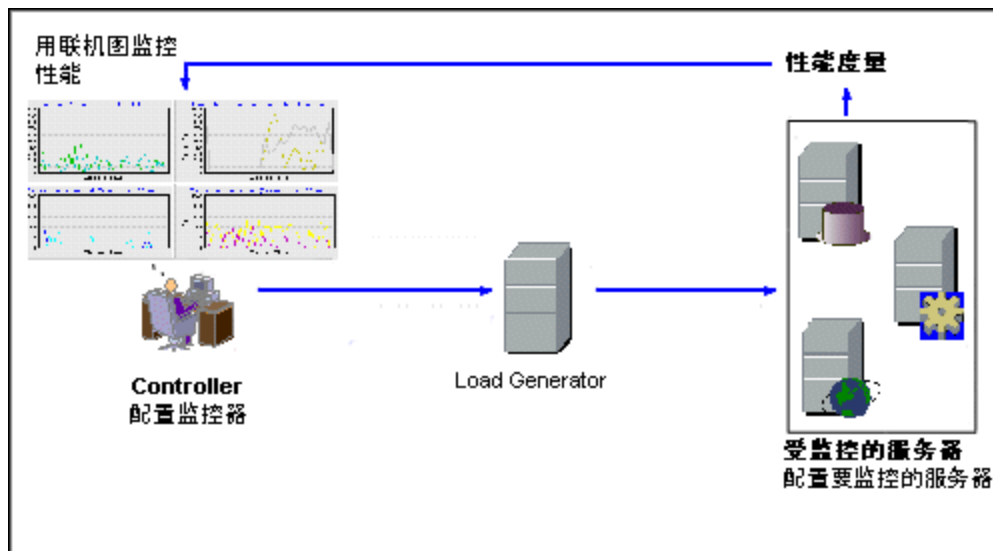 用联机图监控
性能
性能度量
Controller
配置监控器
Load Generator
受监控的服务器
配置要监控的服务器